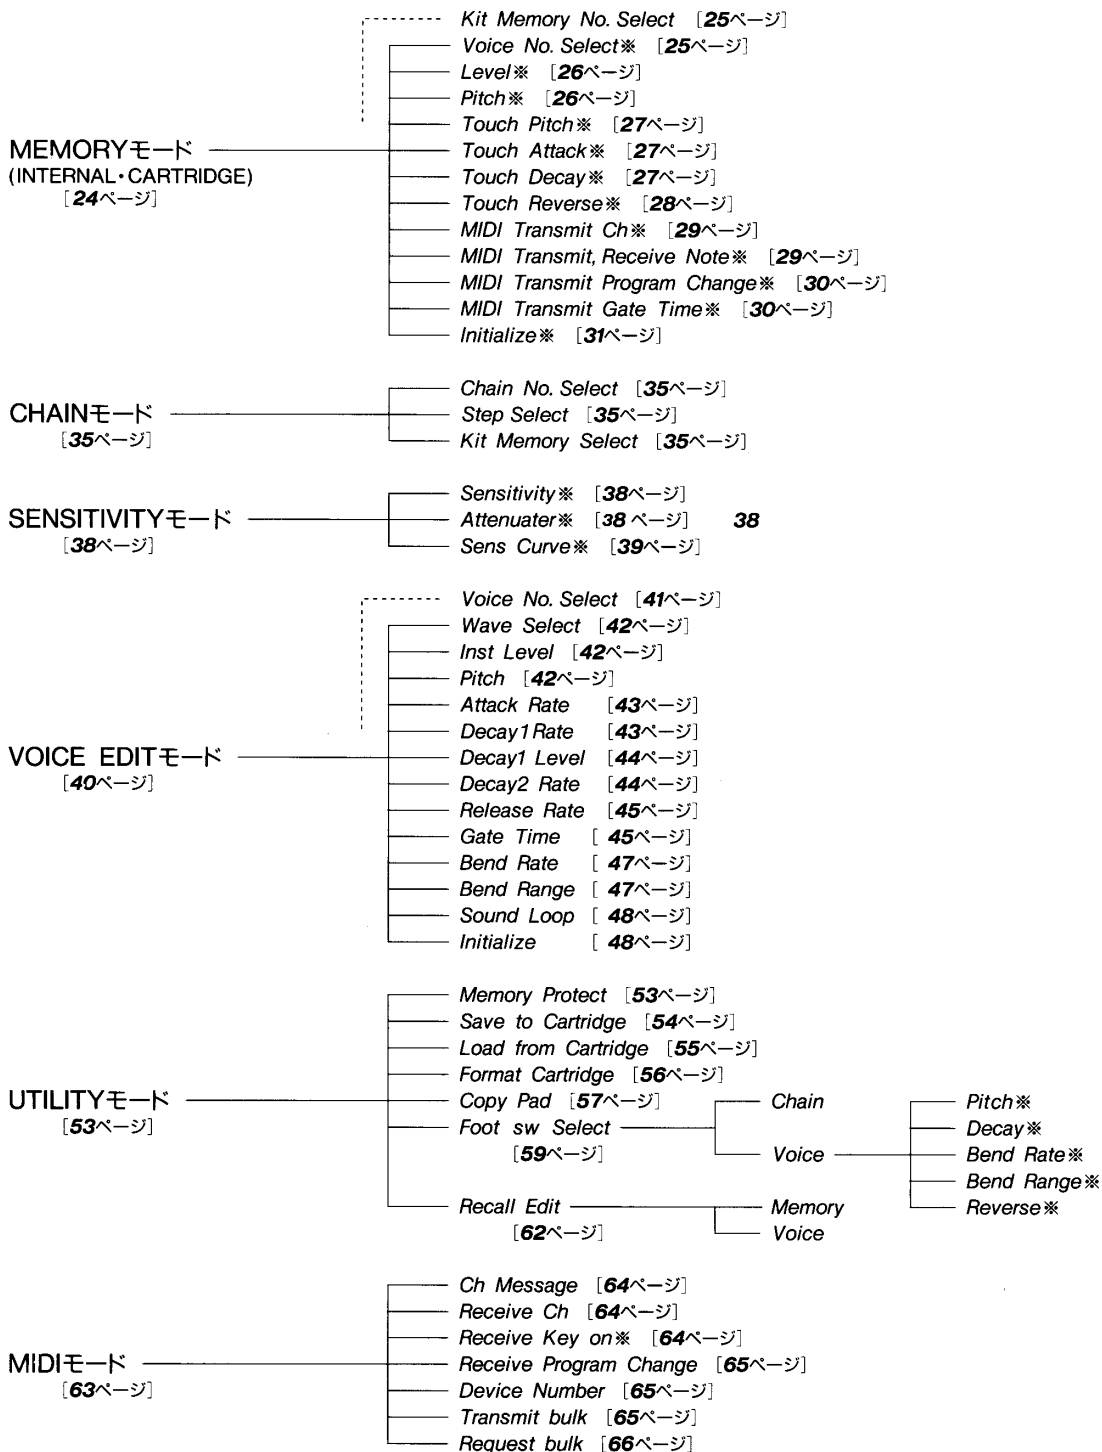 Kit Memory No. Select [25ページ]
Voice No. Select※ [25ページ]
Level※ [26ページ]
Pitch※ [26ページ]
Touch Pitch※ [27ページ]
MEMORYモード
Touch Attack※ [27ページ]
(INTERNAL・CARTRIDGE)
Touch Decay※ [27ページ]
[24ページ]
Touch Reverse※ [28ページ]
MIDI Transmit Ch※ [29ページ]
MIDI Transmit, Receive Note※ [29ページ]
MIDI Transmit Program Change※ [30ページ]
MIDI Transmit Gate Time※ [30ページ]
Initialize※ [31ページ]
Chain No. Select [35ページ]
CHAINモード
Step Select [35ページ]
[35ページ]
Kit Memory Select [35ページ]
Sensitivity※ [38ページ]
SENSITIVITYモード
Attenuater※ [38 ページ] 38
[38ページ]
Sens Curve※ [39ページ]
Voice No. Select [41ページ]
Wave Select [42ページ]
Inst Level [42ページ]
Pitch [42ページ]
Attack Rate [43ページ]
Decay1 Rate [43ページ]
VOICE EDITモード
Decay1 Level [44ページ]
[40ページ]
Decay2 Rate [44ページ]
Release Rate [45ページ]
Gate Time [ 45ページ]
Bend Rate [ 47ページ]
Bend Range [ 47ページ]
Sound Loop [ 48ページ]
Initialize [ 48ページ]
Memory Protect [53ページ]
Save to Cartridge [54ページ]
Load from Cartridge [55ページ]
Format Cartridge [56ページ]
UTILITYモード
Copy Pad [57ページ]
Chain
Pitch※
[53ページ]
Foot sw Select
Decay※
[59ページ]
Voice
Bend Rate※
Bend Range※
Recall Edit
Memory
Reverse※
[62ページ]
Voice
Ch Message [64ページ]
Receive Ch [64ページ]
Receive Key on※ [64ページ]
MIDIモード
Receive Program Change [65ページ]
[63ページ]
Device Number [65ページ]
Transmit bulk [65ページ]
Request bulk [66ページ]